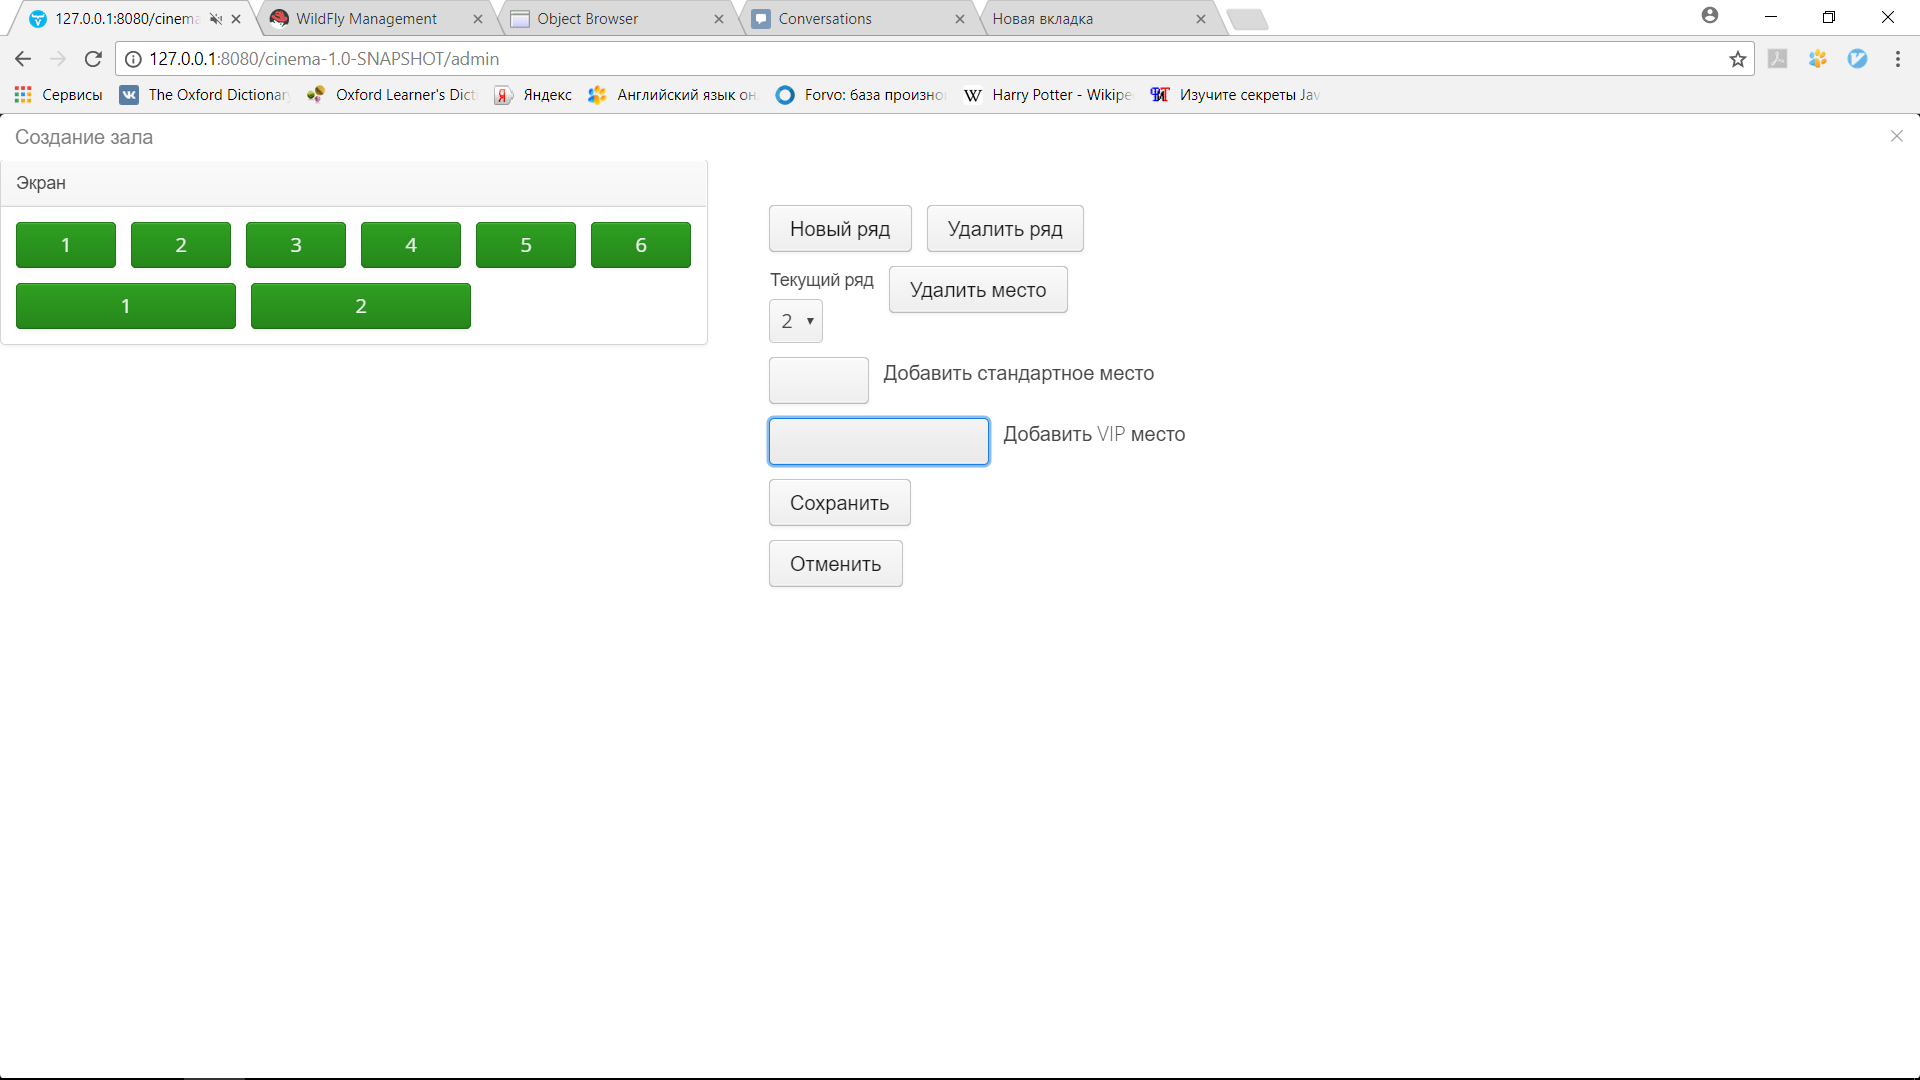 127.0.0.1:8080/cinema
WildFly Management
Object Browser
Conversations
Новая вкладка
127.0.0.1:8080/cinema-1.0-SNAPSHOT/admin
Сервисы
The Oxford Dictionary
Oxford Learner's Dict
Яндекс
Английский язык он
Forvo: база произно
Harry Potter - Wikipe
Изучите секреты Jav
Создание зала
Экран
1 2 3 4 5 6
1 2
Новый ряд
Удалить ряд
Текущий ряд
Удалить место
2
Добавить стандартное место
Добавить VIP место
Сохранить
Отменить